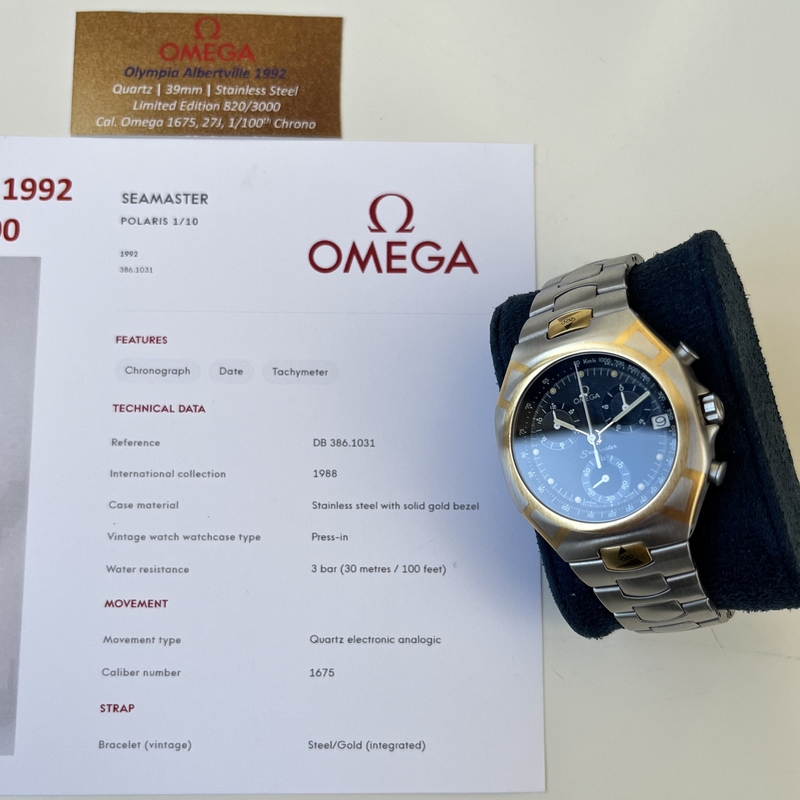 OMEGA
Olympia Albertville 1992
Quartz | 39mm | Stainless Steel
Limited Edition 820/3000
Cal. Omega 1675, 27J, 1/100th Chrono
1992
00
SEAMASTER
POLARIS 1/10
1992
386.1031
OMEGA
FEATURES
Chronograph Date Tachymeter
TECHNICAL DATA
Reference DB 386.1031
International collection 1988
Case material Stainless steel with solid gold bezel
Vintage watch watchcase type Press-in
Water resistance 3 bar (30 metres / 100 feet)
MOVEMENT
Movement type Quartz electronic analogic
Caliber number 1675
STRAP
Bracelet (vintage) Steel/Gold (integrated)
OMEGA
Seamaster
9